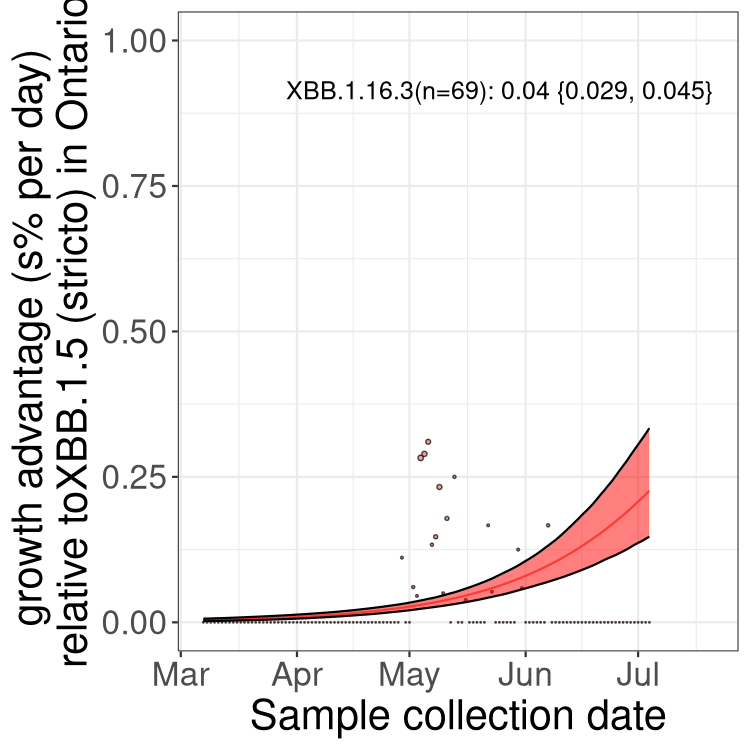 growth advantage (s% per day)
relative toXBB.1.5 (stricto) in Ontario
1.00
XBB.1.16.3(n=69): 0.04 {0.029, 0.045}
0.75
0.50
0.25
0.00
Mar Apr May Jun Jul
Sample collection date